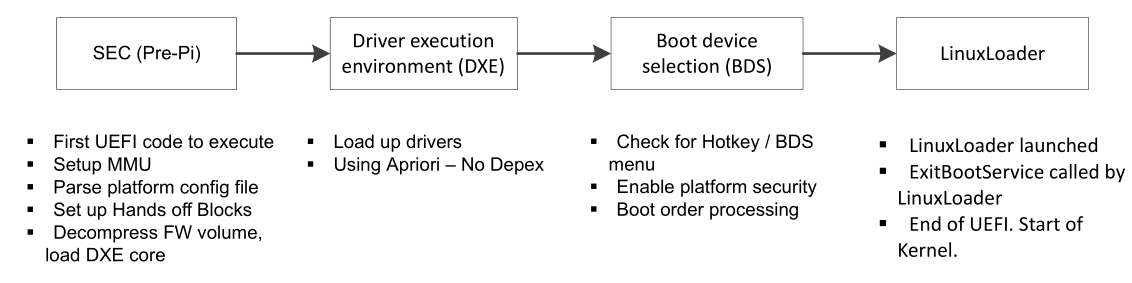 SEC (Pre-Pi)
Driver execution
environment (DXE)
Boot device
selection (BDS)
LinuxLoader
▪ First UEFI code to execute
▪ Setup MMU
▪ Parse platform config file
▪ Set up Hands off Blocks
▪ Decompress FW volume,
load DXE core
▪ Load up drivers
▪ Using Apriori – No Depex
▪ Check for Hotkey / BDS
menu
▪ Enable platform security
▪ Boot order processing
▪ LinuxLoader launched
▪ ExitBootService called by
LinuxLoader
▪ End of UEFI. Start of
Kernel.